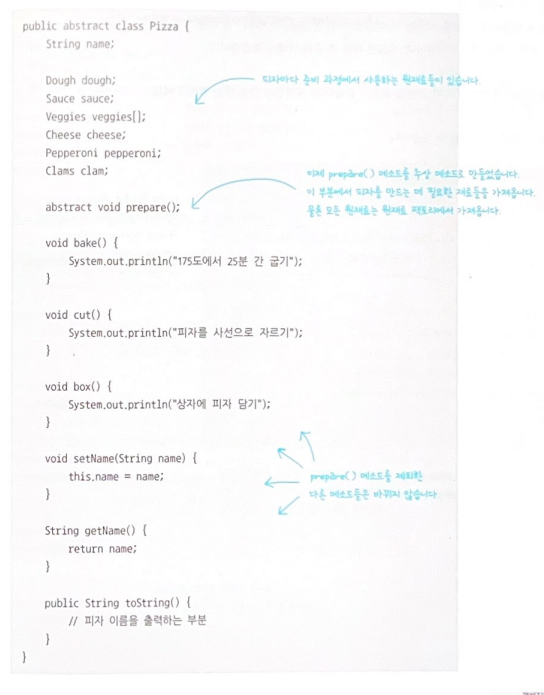 public abstract class Pizza {
String name;
Dough dough;
Sauce sauce;
Veggies veggies[];
Cheese cheese;
Pepperoni pepperoni;
Clams clam;
피자마다 준비 과정에서 사용하는 원재료들이 있습니다.
abstract void prepare();
이제 prepare() 메소드를 추상 메소드로 만들었습니다.
이 부분에서 피자를 만드는 데 필요한 재료들을 가져옵니다.
물론 모든 원재료는 원재료 팩토리에서 가져옵니다.
void bake() {
System.out.println("175도에서 25분 간 굽기");
}
void cut() {
System.out.println("피자를 사선으로 자르기");
}
void box() {
System.out.println("상자에 피자 담기");
}
void setName(String name) {
this.name = name;
}
prepare() 메소드를 제외한
다른 메소드들은 바뀌지 않습니다
String getName() {
return name;
}
public String toString() {
// 피자 이름을 출력하는 부분
}
}